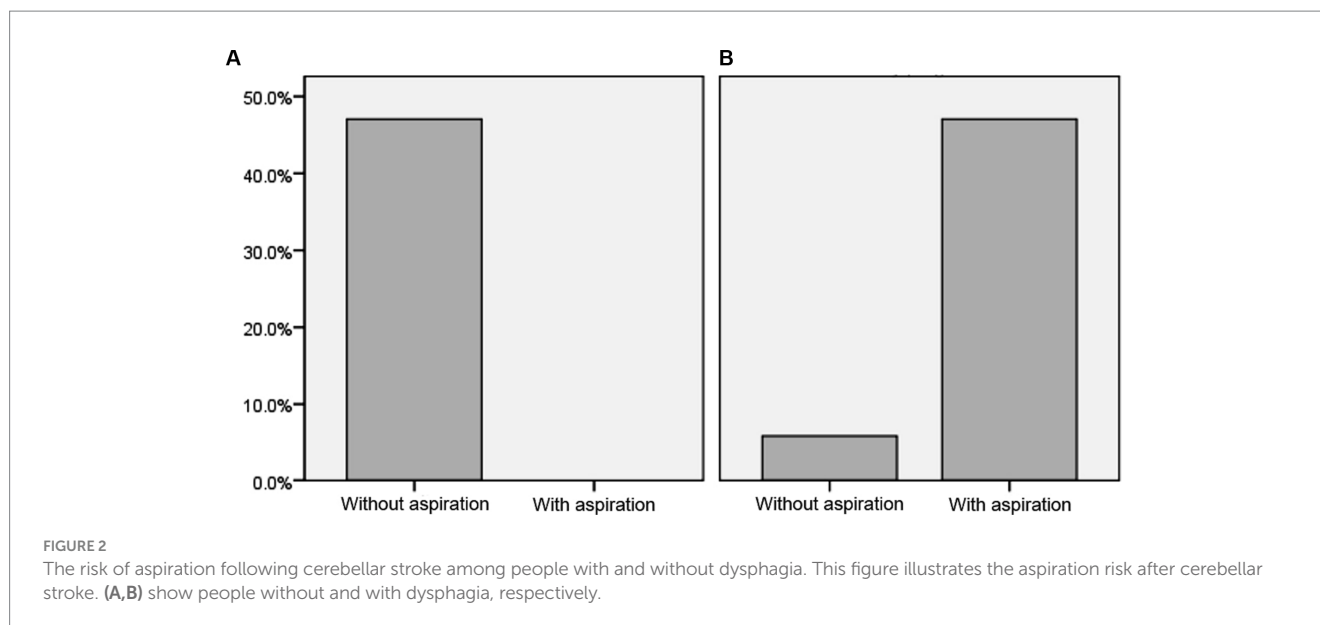 A
B
50.0%
40.0%
30.0%
20.0%
10.0%
0.0%
Without aspiration
With aspiration
Without aspiration
With aspiration
FIGURE 2
The risk of aspiration following cerebellar stroke among people with and without dysphagia. This figure illustrates the aspiration risk after cerebellar
stroke. (A,B) show people without and with dysphagia, respectively.